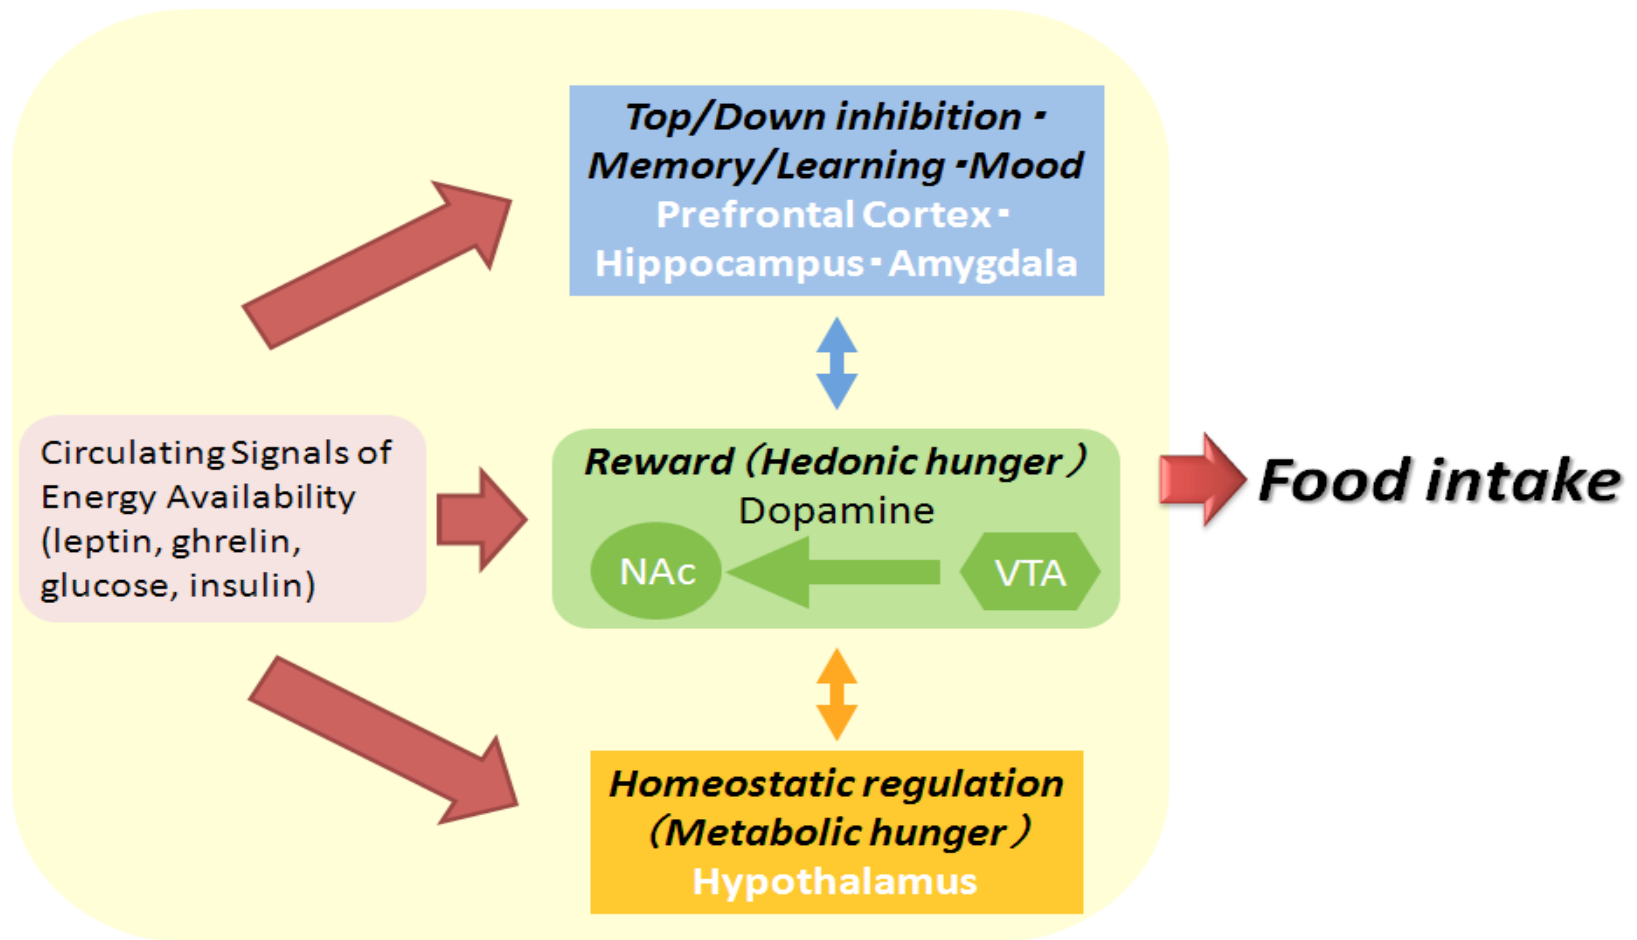 Top/Down inhibition・
Memory/Learning・Mood
Prefrontal Cortex・
Hippocampus・Amygdala
Circulating Signals of
Energy Availability
(leptin, ghrelin,
glucose, insulin)
Reward（Hedonic hunger）
Dopamine
NAc
VTA
Food intake
Homeostatic regulation
（Metabolic hunger）
Hypothalamus